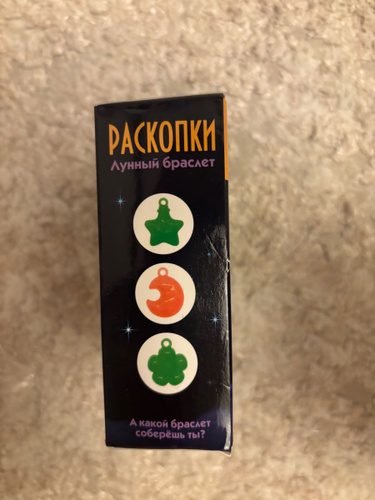 РАСКОПКИ
Лунный браслет
А какой браслет
соберёшь ты?